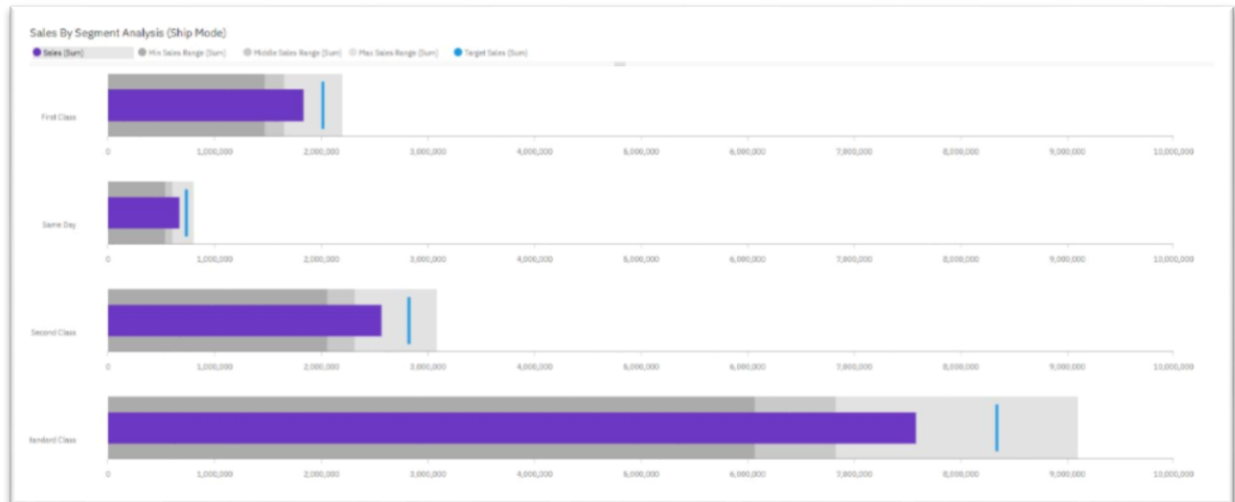 Sales By Segment Analysis (Ship Mode)
Sales (Sum) Min Sales Range (Sum) Middle Sales Range (Sum) Max Sales Range (Sum) Target Sales (Sum)
First Class
0 1,000,000 2,000,000 3,000,000 4,000,000 5,000,000 6,000,000 7,000,000 8,000,000 9,000,000 10,000,000
Same Day
0 1,000,000 2,000,000 3,000,000 4,000,000 5,000,000 6,000,000 7,000,000 8,000,000 9,000,000 10,000,000
Second Class
0 1,000,000 2,000,000 3,000,000 4,000,000 5,000,000 6,000,000 7,000,000 8,000,000 9,000,000 10,000,000
tandard Class
0 1,000,000 2,000,000 3,000,000 4,000,000 5,000,000 6,000,000 7,000,000 8,000,000 9,000,000 10,000,000